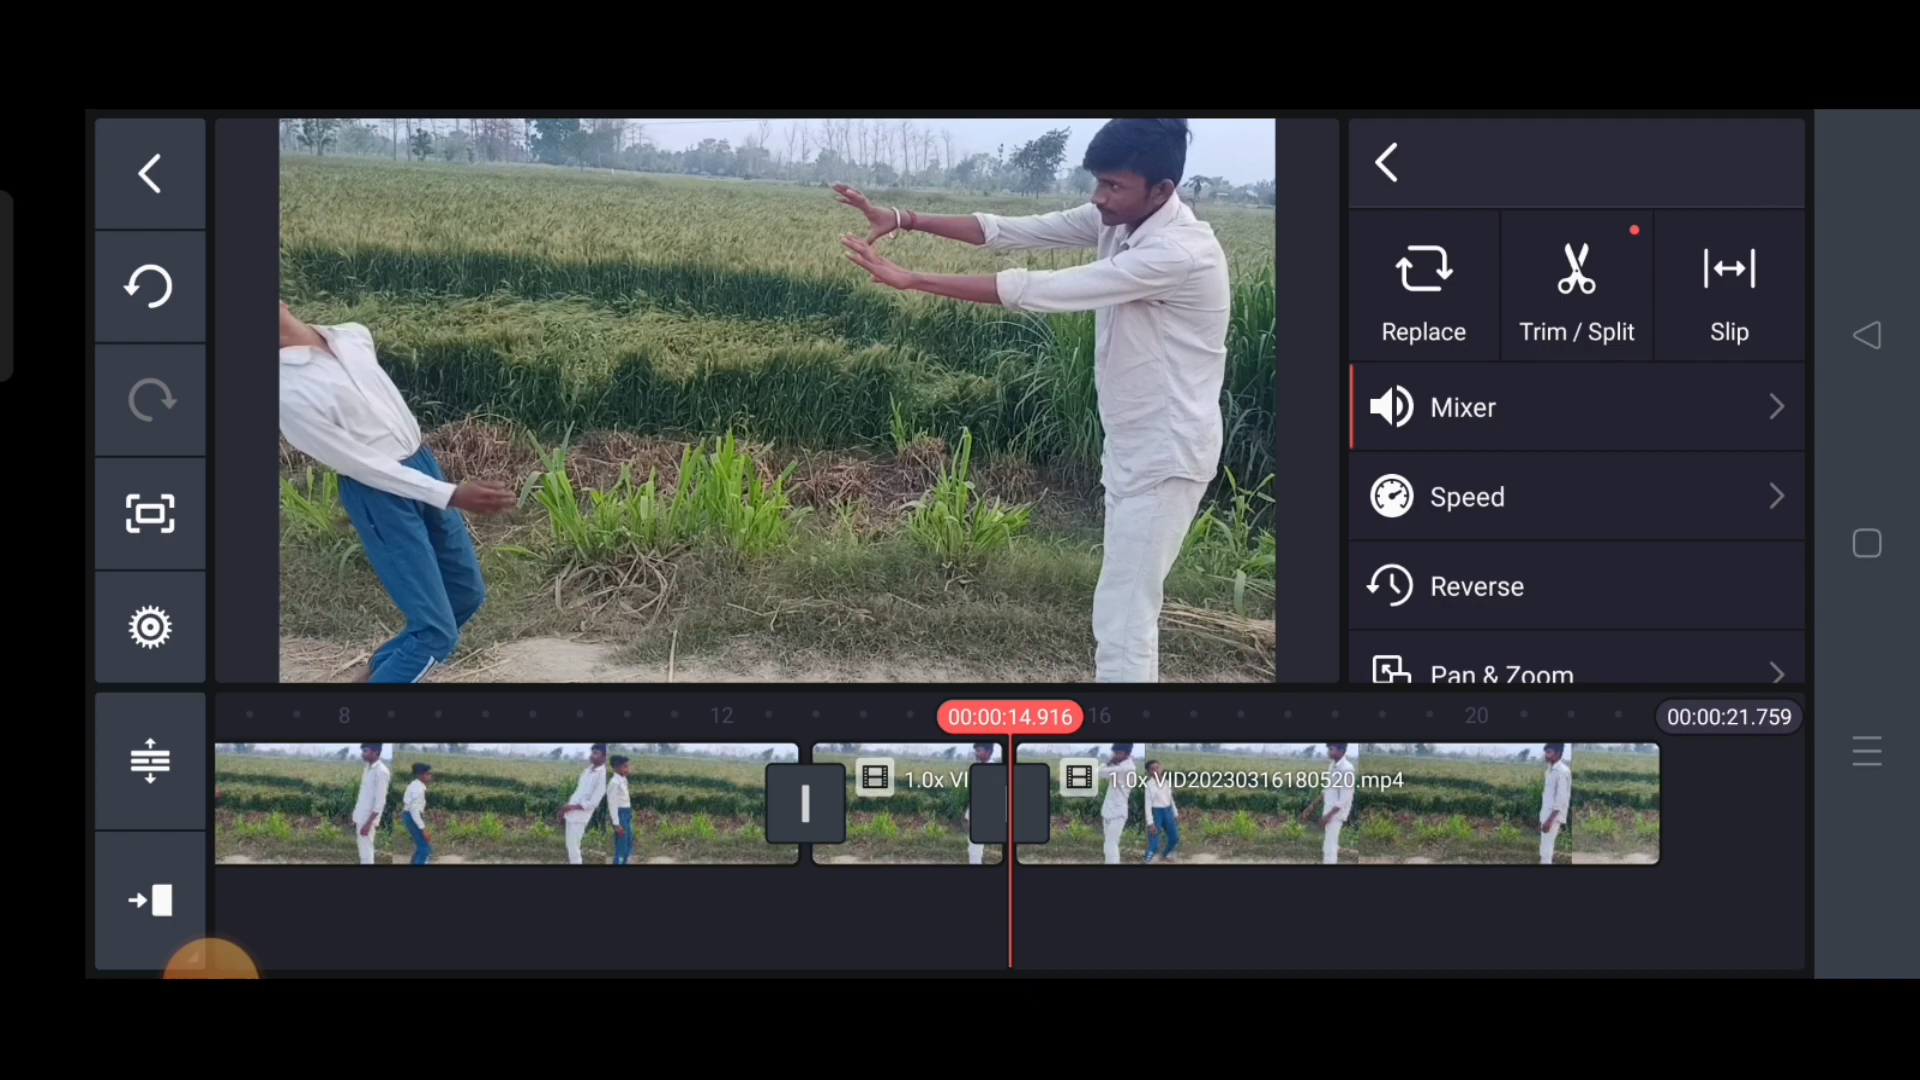 Replace
Trim / Split
Slip
Mixer
Speed
Reverse
Pan & Zoom
8
12
00:00:14.916
16
20
00:00:21.759
1.0x VI
1.0x VID20230316180520.mp4